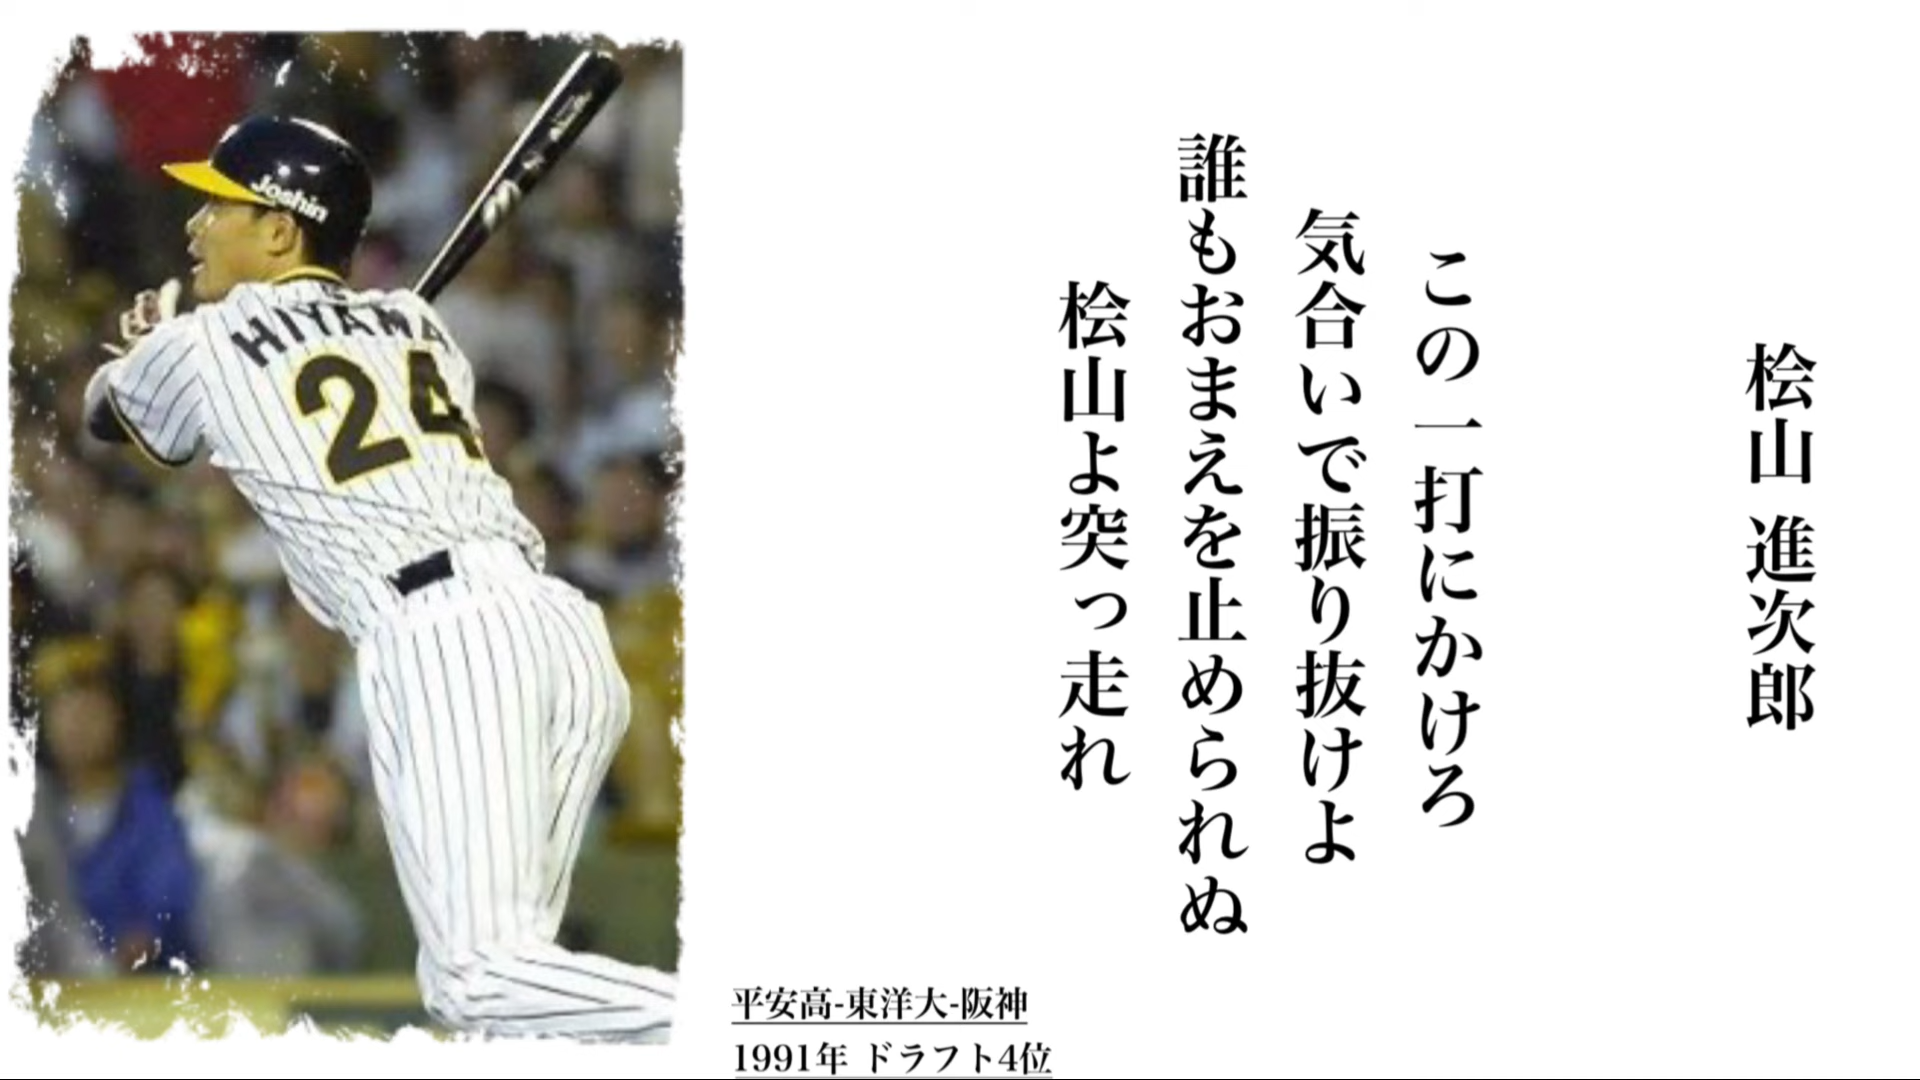 桧山 進次郎
この一打にかけろ
気合いで振り抜けよ
誰もおまえを止められぬ
桧山よ突っ走れ
平安高-東洋大-阪神
1991年 ドラフト4位
Joshin
HIYAMA
24